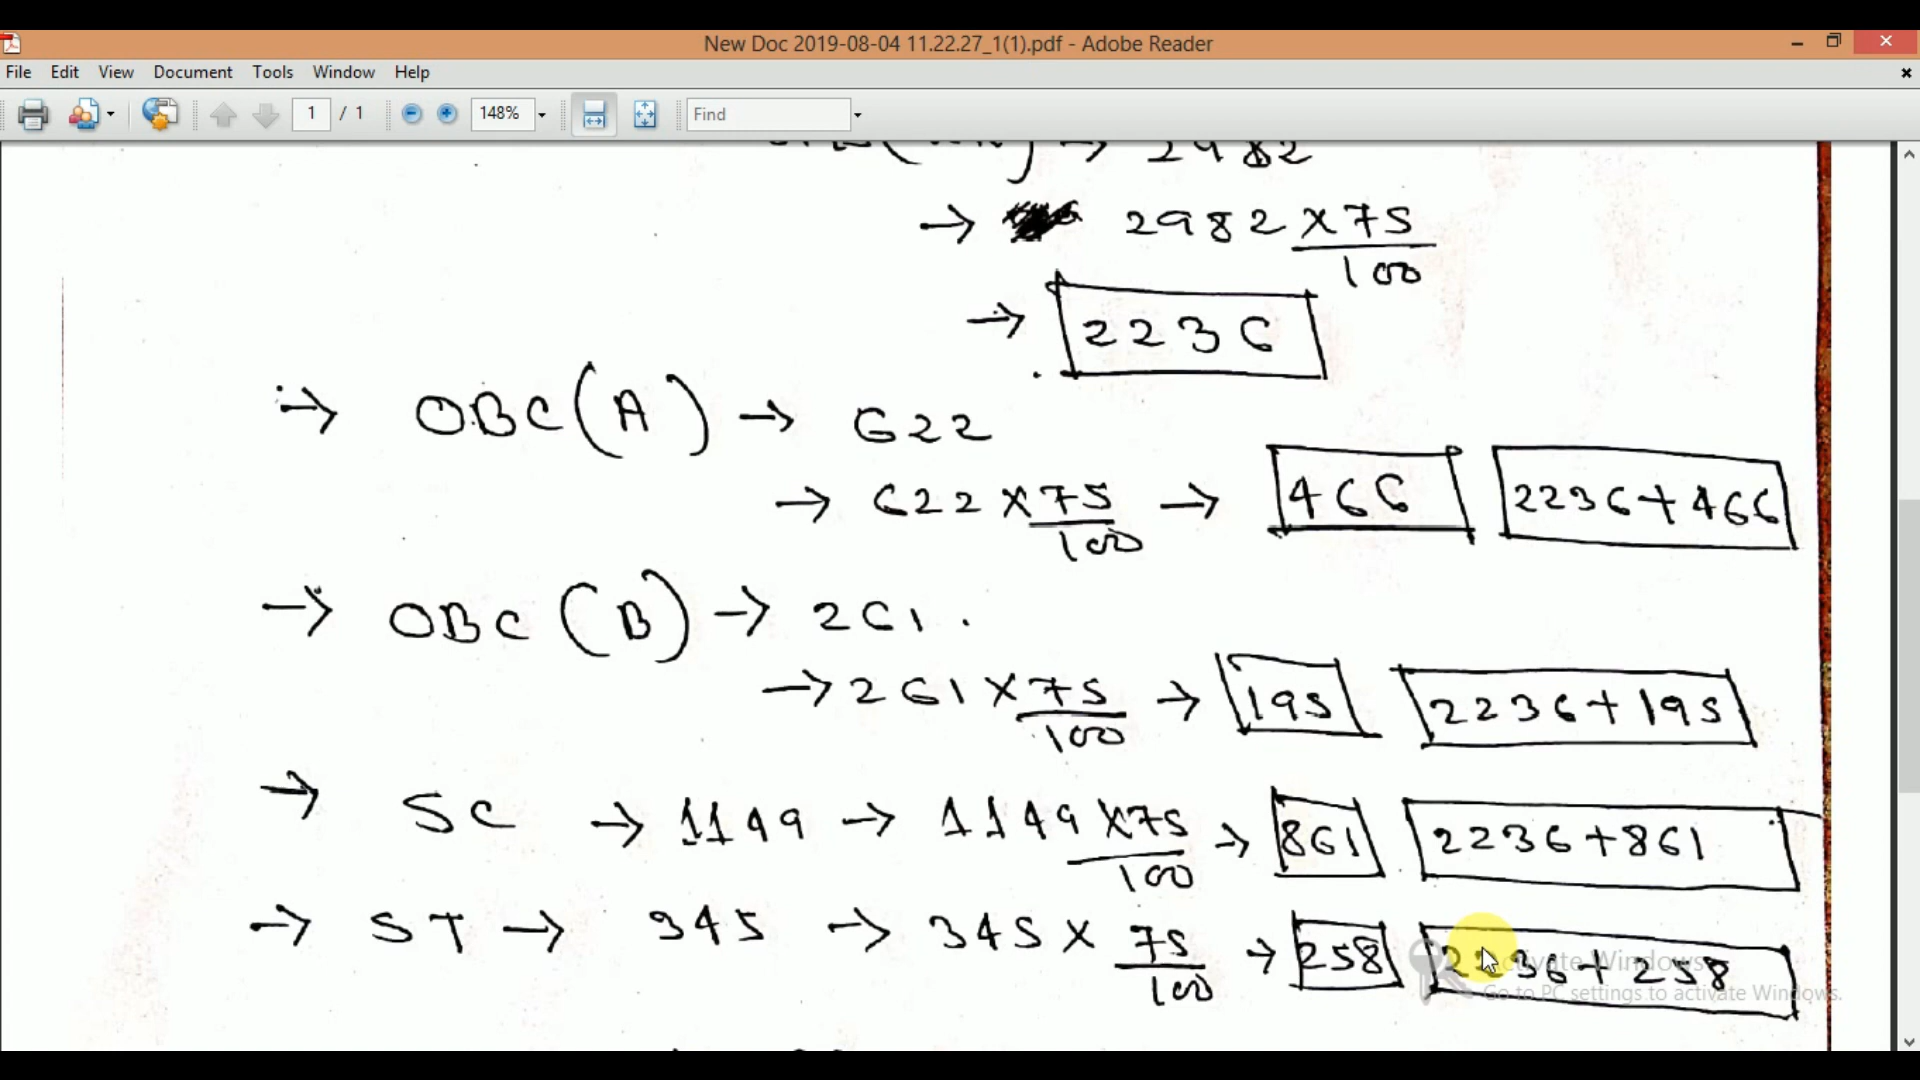 New Doc 2019-08-04 11.22.27_1(1).pdf - Adobe Reader
File Edit View Document Tools Window Help
1 / 1 148% Find
→ 2982
→ 2982 × 75
100
→ 2236
→ OBC (A) → 622
→ 622 × 75 → 466 2236 + 466
100
→ OBC (B) → 261.
→ 261 × 75 → 195 2236 + 195
100
→ SC → 1149 → 1149 × 75 → 861 2236 + 861
100
→ ST → 345 → 345 × 75 → 258 2236 + 258
100
Activate Windows
Go to PC settings to activate Windows.